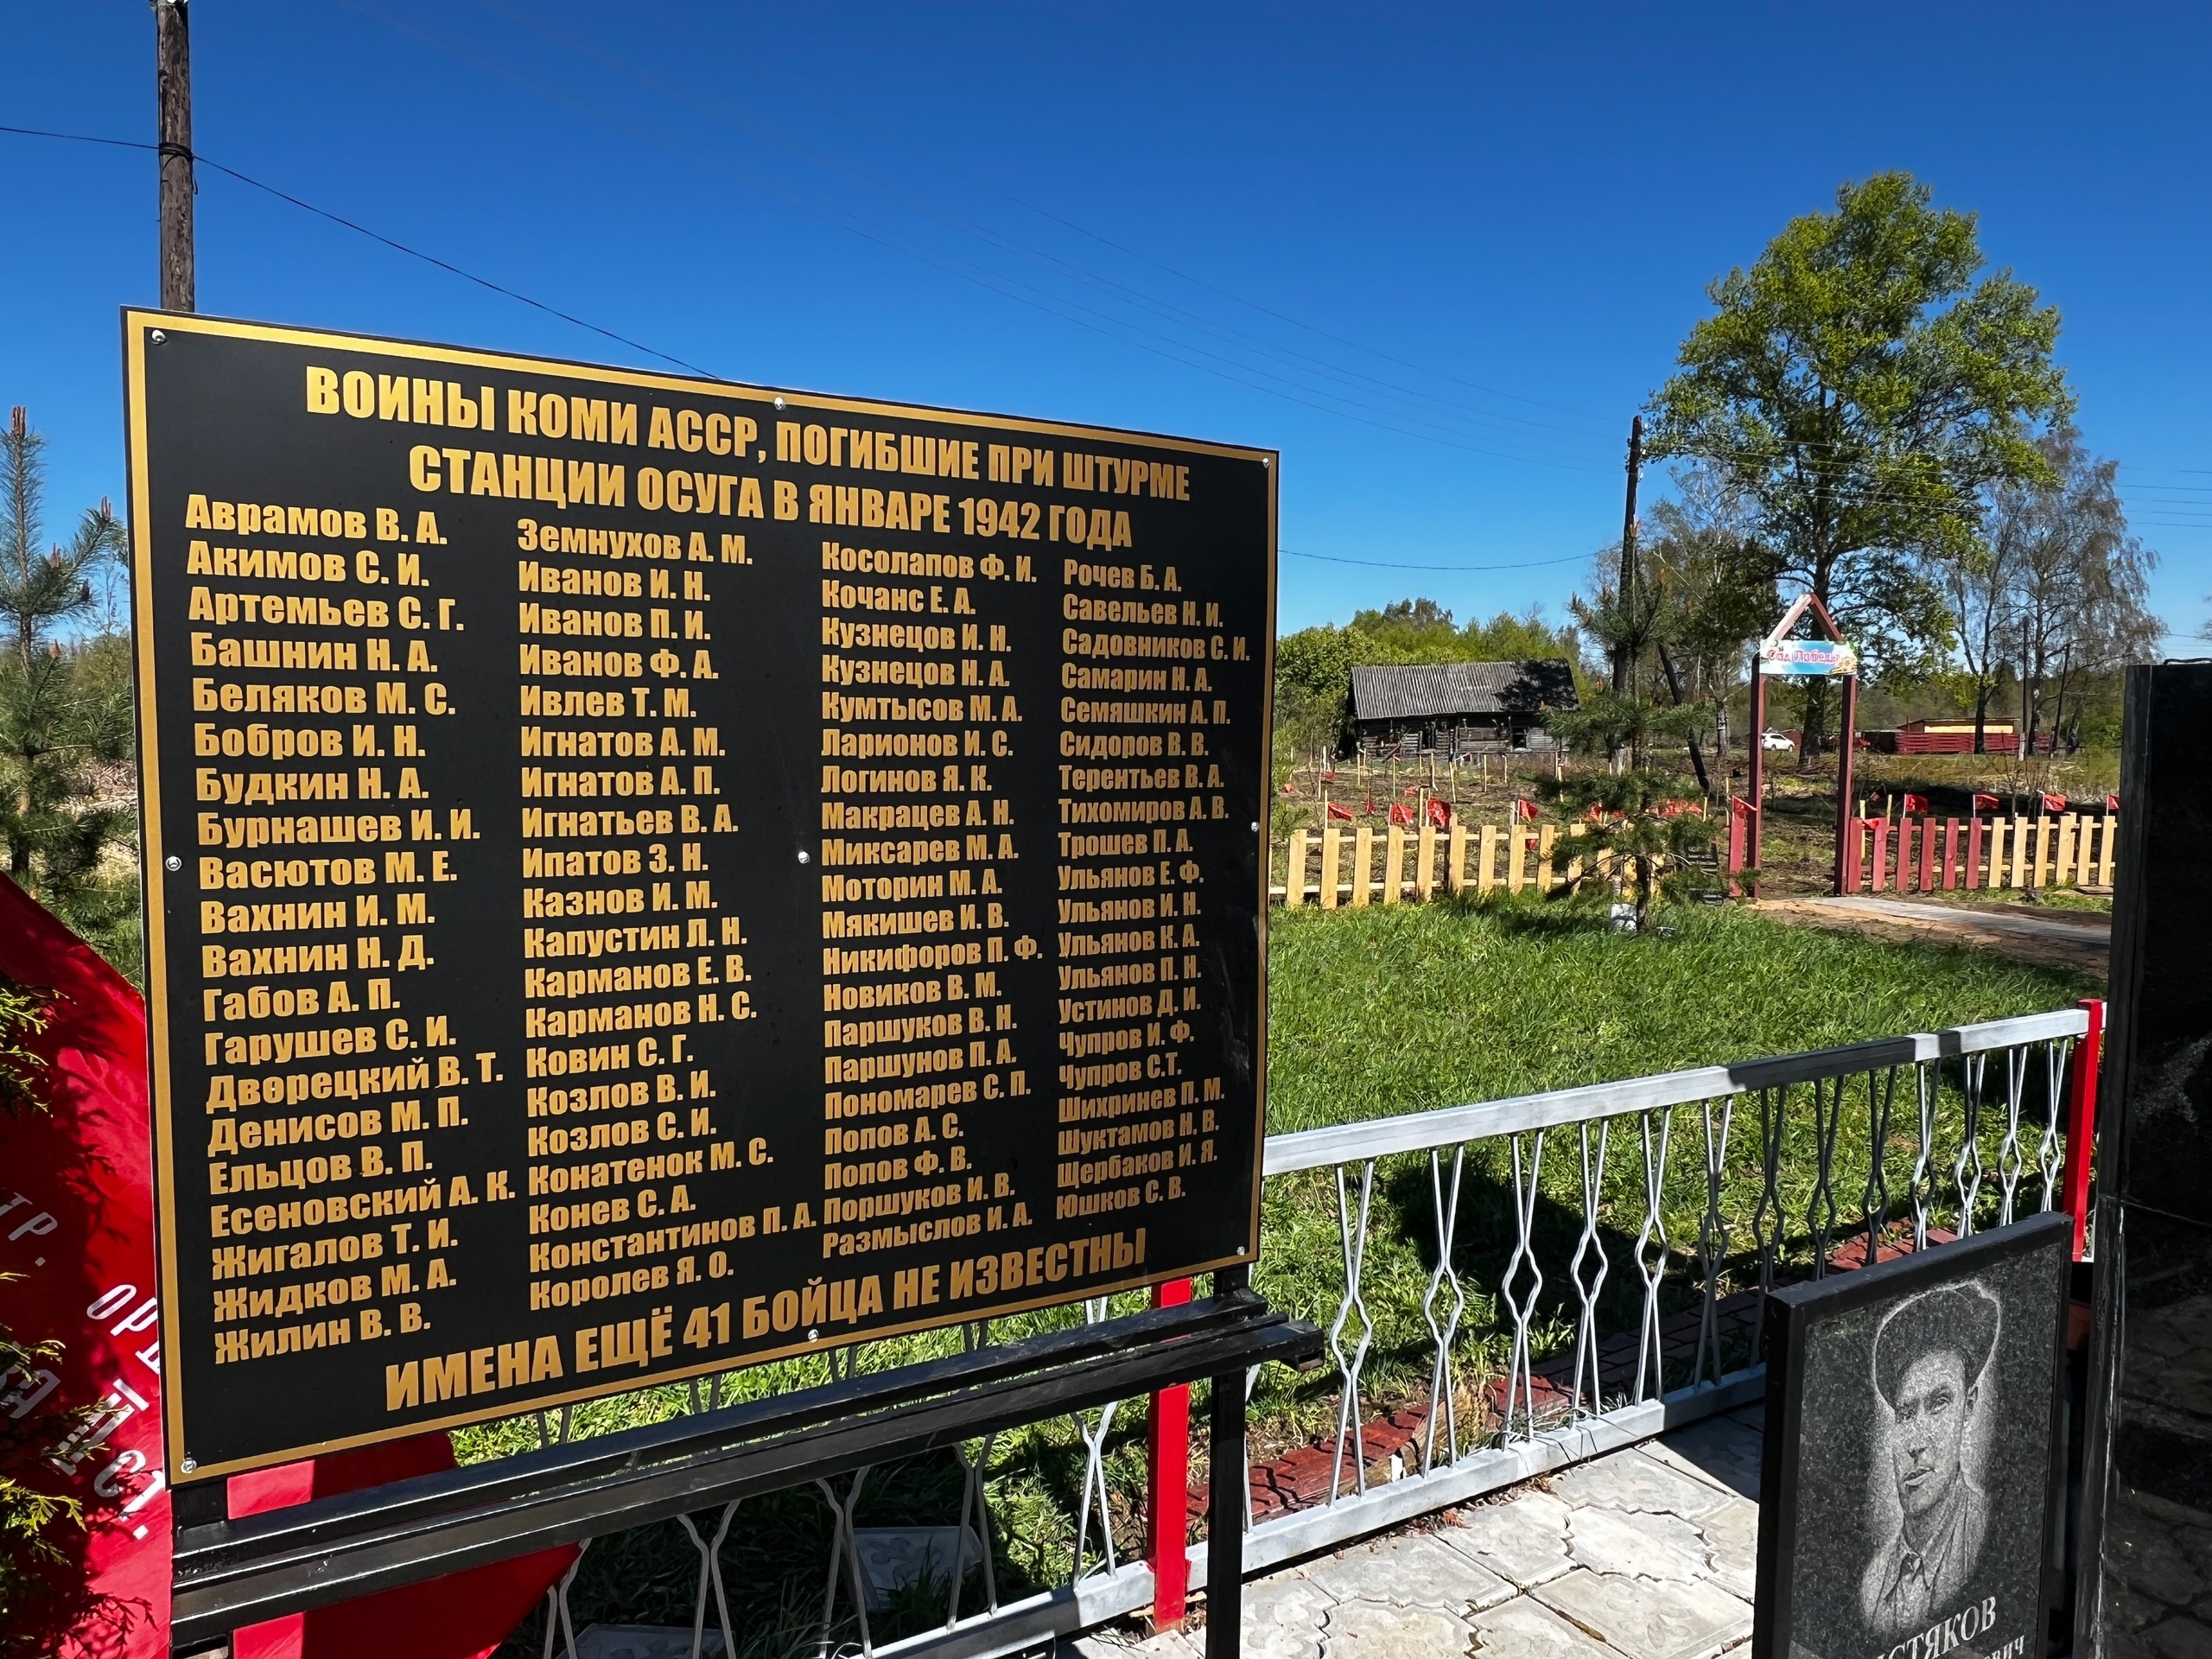 ВОИНЫ КОМИ АССР, ПОГИБШИЕ ПРИ ШТУРМЕ
СТАНЦИИ ОСУГА В ЯНВАРЕ 1942 ГОДА
Аврамов В. А.
Акимов С. И.
Артемьев С. Г.
Башнин Н. А.
Беляков М. С.
Бобров И. Н.
Будкин Н. А.
Бурнашев И. И.
Васютов М. Е.
Вахнин И. М.
Вахнин Н. Д.
Габов А. П.
Гарушев С. И.
Дворецкий В. Т.
Денисов М. П.
Ельцов В. П.
Есеновский А. К.
Жигалов Т. И.
Жидков М. А.
Жилин В. В.
Земнухов А. М.
Иванов И. Н.
Иванов П. И.
Иванов Ф. А.
Ивлев Т. М.
Игнатов А. М.
Игнатов А. П.
Игнатьев В. А.
Ипатов З. Н.
Казнов И. М.
Капустин Л. Н.
Карманов Е. В.
Карманов Н. С.
Ковин С. Г.
Козлов В. И.
Козлов С. И.
Конатенок М. С.
Конев С. А.
Константинов П. А.
Королев Я. О.
Косолапов Ф. И.
Кочанс Е. А.
Кузнецов И. Н.
Кузнецов Н. А.
Кумтысов М. А.
Ларионов И. С.
Логинов Я. К.
Макрацев А. Н.
Миксарев М. А.
Моторин М. А.
Мякишев И. В.
Никифоров П. Ф.
Новиков В. М.
Паршуков В. Н.
Паршунов П. А.
Пономарев С. П.
Попов А. С.
Попов Ф. В.
Поршуков И. В.
Размыслов И. А.
Рочев Б. А.
Савельев Н. И.
Садовников С. И.
Самарин Н. А.
Семяшкин А. П.
Сидоров В. В.
Терентьев В. А.
Тихомиров А. В.
Трошев П. А.
Ульянов Е. Ф.
Ульянов И. Н.
Ульянов К. А.
Ульянов П. Н.
Устинов Д. И.
Чупров И. Ф.
Чупров С.Т.
Шихринев П. М.
Шуктамов Н. В.
Щербаков И. Я.
Юшков С. В.
ИМЕНА ЕЩЁ 41 БОЙЦА НЕ ИЗВЕСТНЫ
Сад Победы